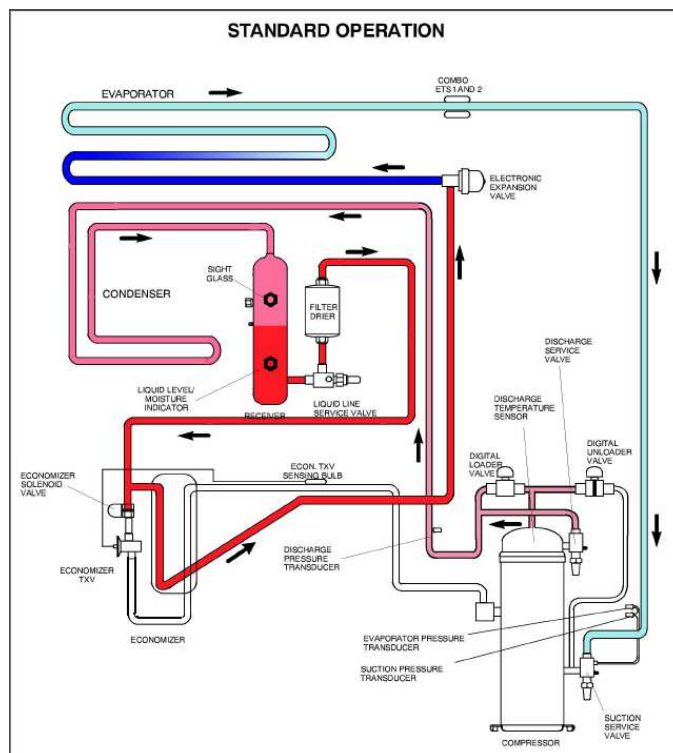 STANDARD OPERATION
EVAPORATOR
COMBO
ETS 1 AND 2
ELECTRONIC
EXPANSION
VALVE
SIGHT
GLASS
FILTER
DRIER
CONDENSER
LIQUID LEVEL/
MOISTURE
INDICATOR
RECEIVER
LIQUID LINE
SERVICE VALVE
DISCHARGE
SERVICE
VALVE
DISCHARGE
TEMPERATURE
SENSOR
DIGITAL
LOADER
VALVE
DIGITAL
UNLOADER
VALVE
ECONOMIZER
SOLENOID
VALVE
ECON. TXV
SENSING BULB
DISCHARGE
PRESSURE
TRANSDUCER
ECONOMIZER
TXV
ECONOMIZER
EVAPORATOR PRESSURE
TRANSDUCER
SUCTION PRESSURE
TRANSDUCER
SUCTION
SERVICE
VALVE
COMPRESSOR